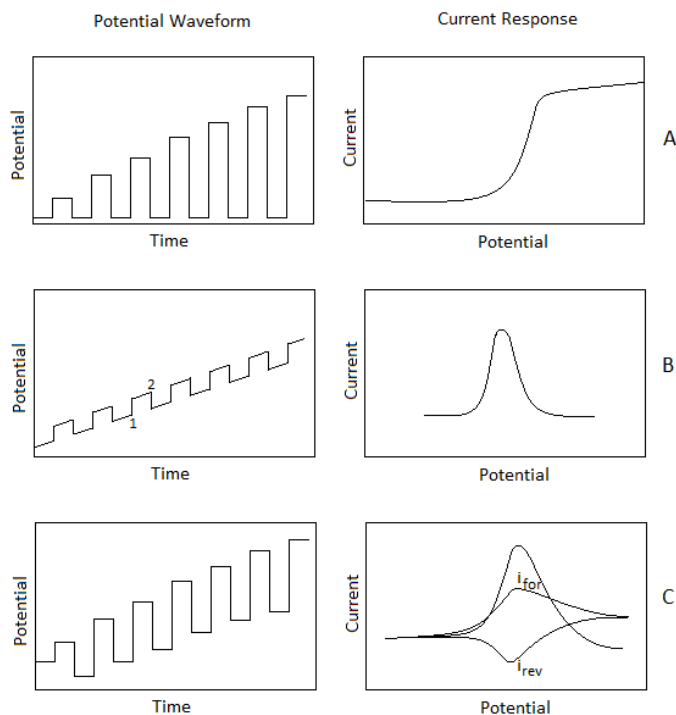 Potential Waveform
Current Response
Potential
Current
A
Time
Potential
Potential
2
1
Current
B
Time
Potential
Potential
Current
i for
i rev
C
Time
Potential